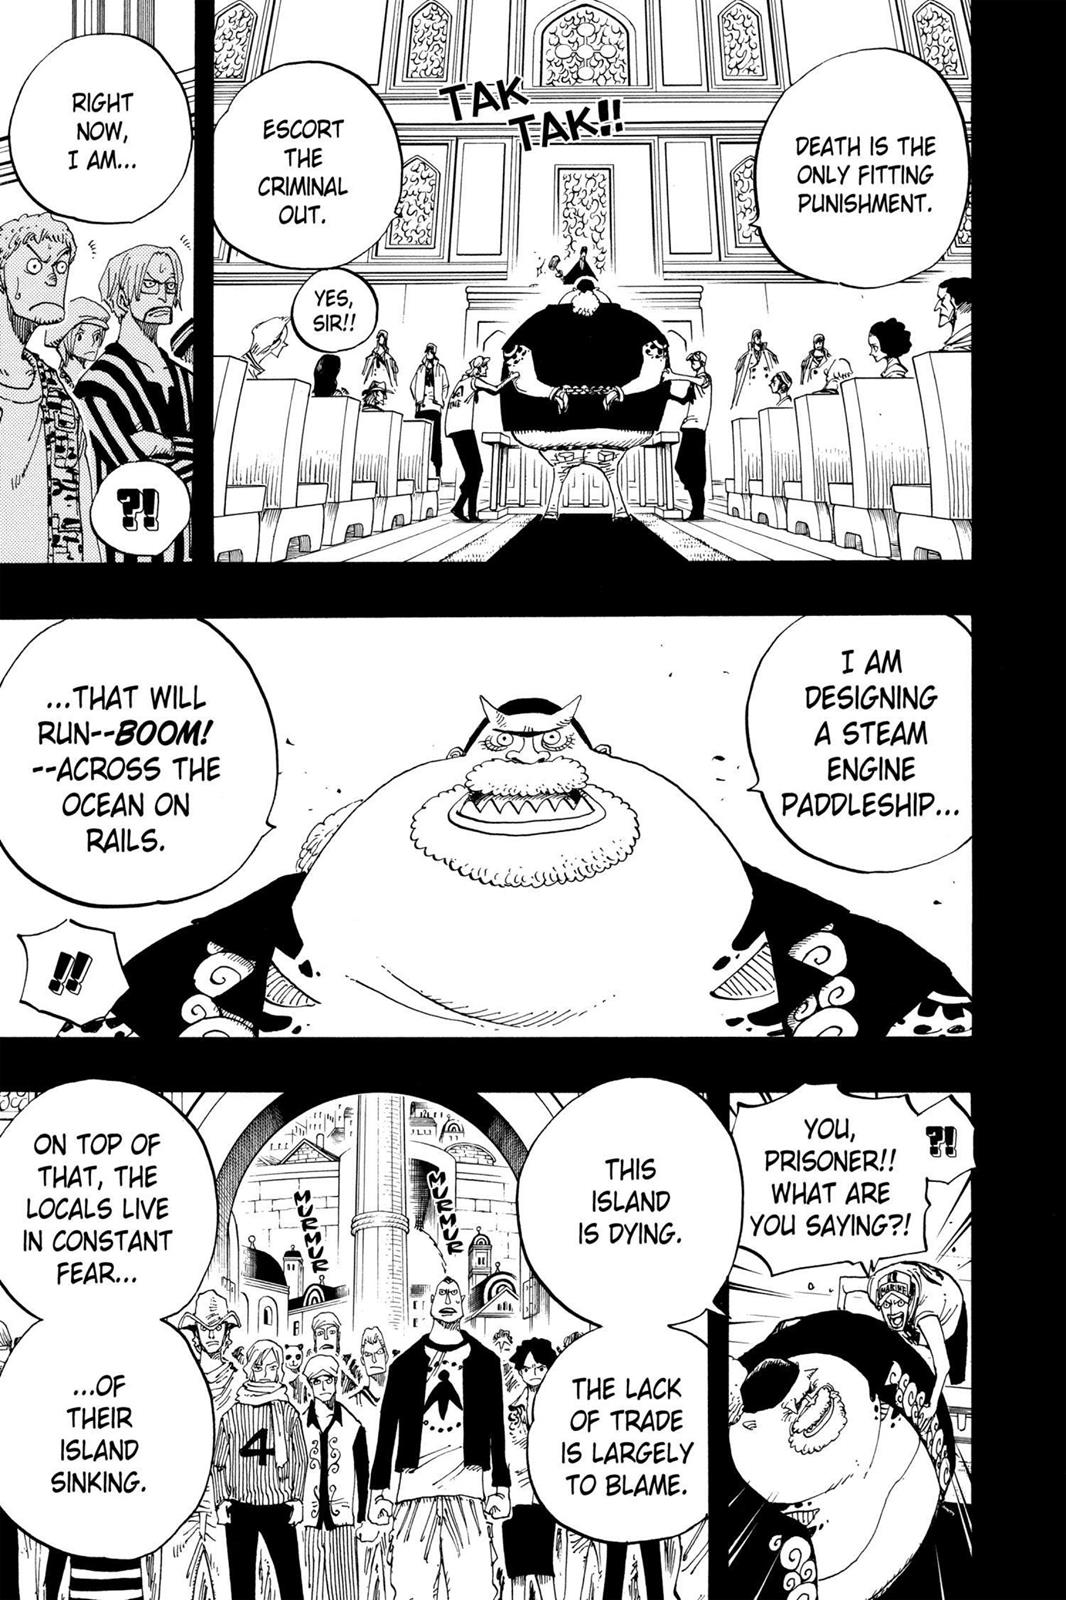 DEATH IS THE
ONLY FITTING
PUNISHMENT.
TAK
TAK!!
ESCORT
THE
CRIMINAL
OUT.
YES,
SIR!!
RIGHT
NOW,
I AM...
?!
I AM
DESIGNING
A STEAM
ENGINE
PADDLESHIP...
...THAT WILL
RUN--BOOM!
--ACROSS THE
OCEAN ON
RAILS.
!!
?!
YOU,
PRISONER!!
WHAT ARE
YOU SAYING?!
MARINE
THIS
ISLAND
IS DYING.
THE LACK
OF TRADE
IS LARGELY
TO BLAME.
MURMUR
MURMUR
4
ON TOP OF
THAT, THE
LOCALS LIVE
IN CONSTANT
FEAR...
...OF
THEIR
ISLAND
SINKING.